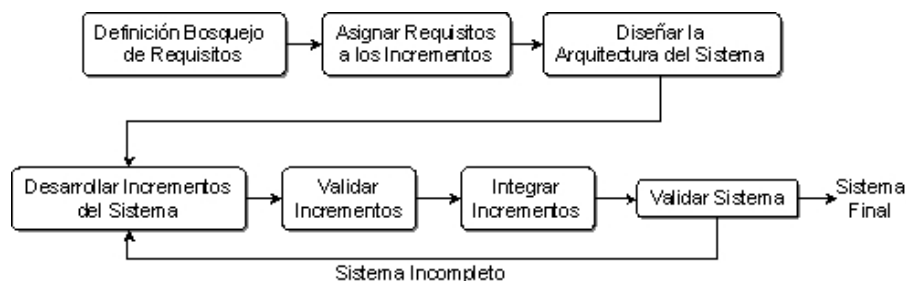 Definición Bosquejo
de Requisitos
Asignar Requisitos
a los Incrementos
Diseñar la
Arquitectura del Sistema
Desarrollar Incrementos
del Sistema
Validar
Incrementos
Integrar
Incrementos
Validar Sistema
Sistema
Final
Sistema Incompleto